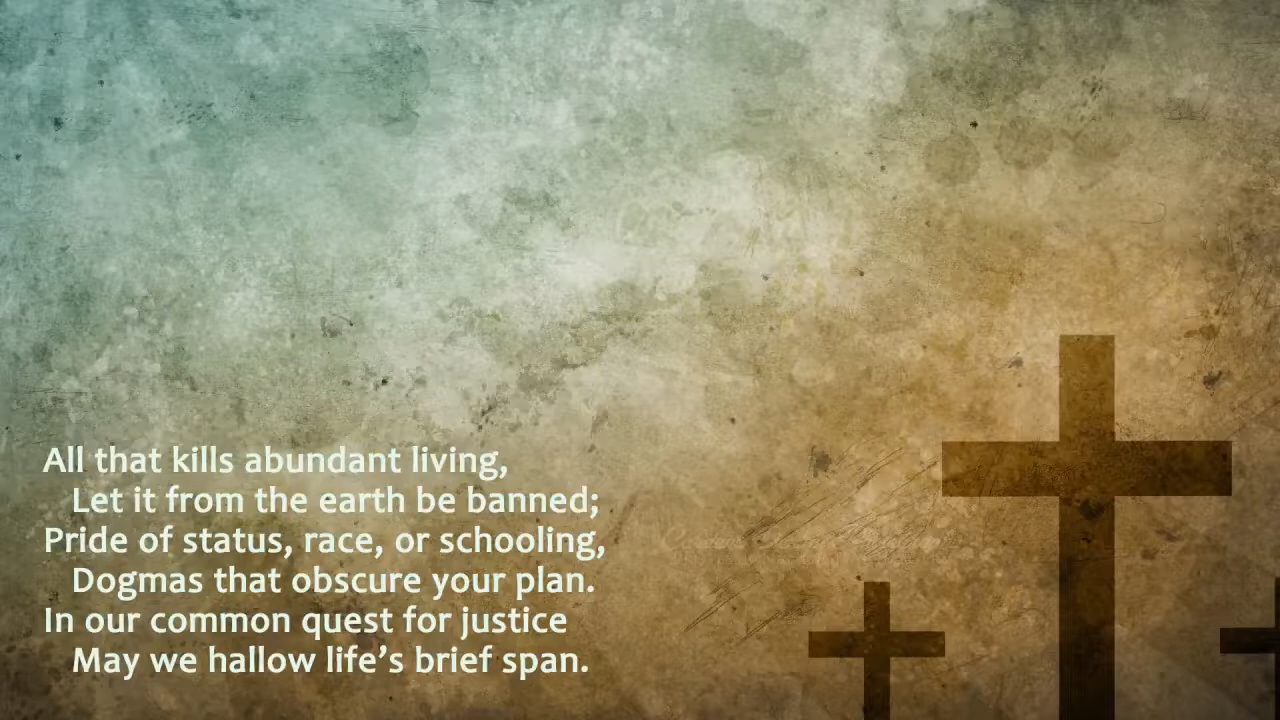 All that kills abundant living,
Let it from the earth be banned;
Pride of status, race, or schooling,
Dogmas that obscure your plan.
In our common quest for justice
May we hallow life’s brief span.